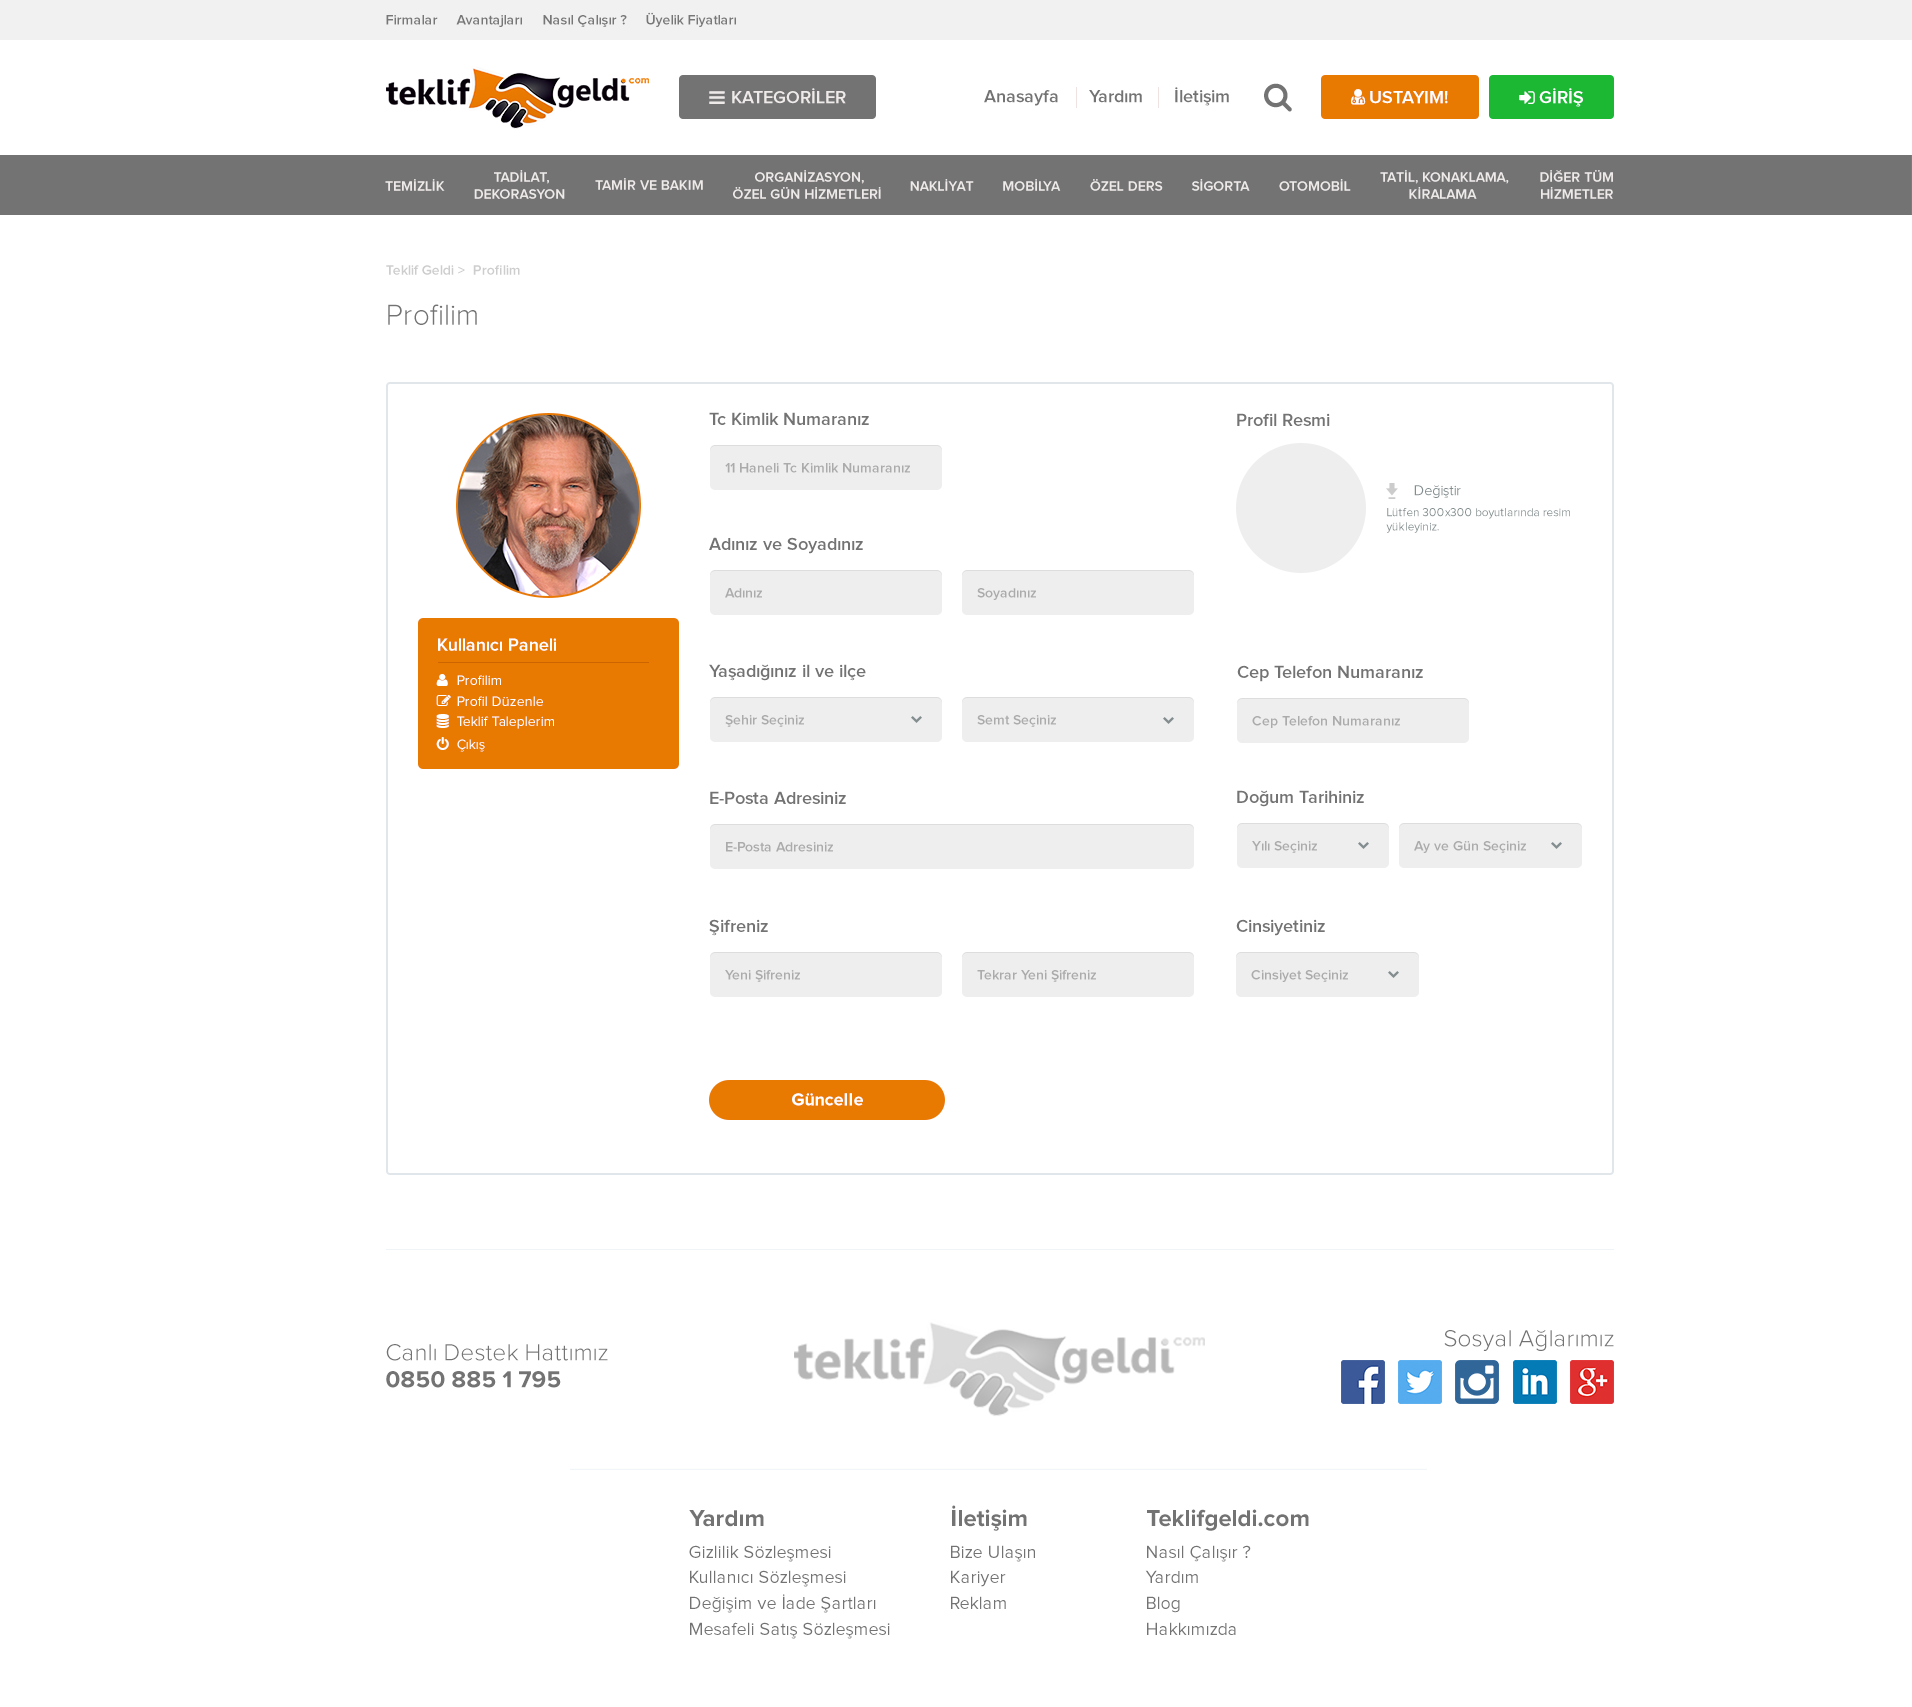 Firmalar Avantajları Nasıl Çalışır ? Üyelik Fiyatları
teklif geldi .com
KATEGORİLER
Anasayfa Yardım İletişim
USTAYIM! GİRİŞ
TEMİZLİK
TADİLAT,
DEKORASYON
TAMİR VE BAKIM
ORGANİZASYON,
ÖZEL GÜN HİZMETLERİ
NAKLİYAT
MOBİLYA
ÖZEL DERS
SİGORTA
OTOMOBİL
TATİL, KONAKLAMA,
KİRALAMA
DİĞER TÜM
HİZMETLER
Teklif Geldi > Profilim
Profilim
Kullanıcı Paneli
Profilim
Profil Düzenle
Teklif Taleplerim
Çıkış
Tc Kimlik Numaranız
11 Haneli Tc Kimlik Numaranız
Profil Resmi
Değiştir
Lütfen 300x300 boyutlarında resim
yükleyiniz.
Adınız ve Soyadınız
Adınız Soyadınız
Yaşadığınız il ve ilçe
Şehir Seçiniz Semt Seçiniz
Cep Telefon Numaranız
Cep Telefon Numaranız
E-Posta Adresiniz
E-Posta Adresiniz
Doğum Tarihiniz
Yılı Seçiniz Ay ve Gün Seçiniz
Şifreniz
Yeni Şifreniz Tekrar Yeni Şifreniz
Cinsiyetiniz
Cinsiyet Seçiniz
Güncelle
Canlı Destek Hattımız
0850 885 1 795
teklif geldi .com
Sosyal Ağlarımız
Yardım
Gizlilik Sözleşmesi
Kullanıcı Sözleşmesi
Değişim ve İade Şartları
Mesafeli Satış Sözleşmesi
İletişim
Bize Ulaşın
Kariyer
Reklam
Teklifgeldi.com
Nasıl Çalışır ?
Yardım
Blog
Hakkımızda